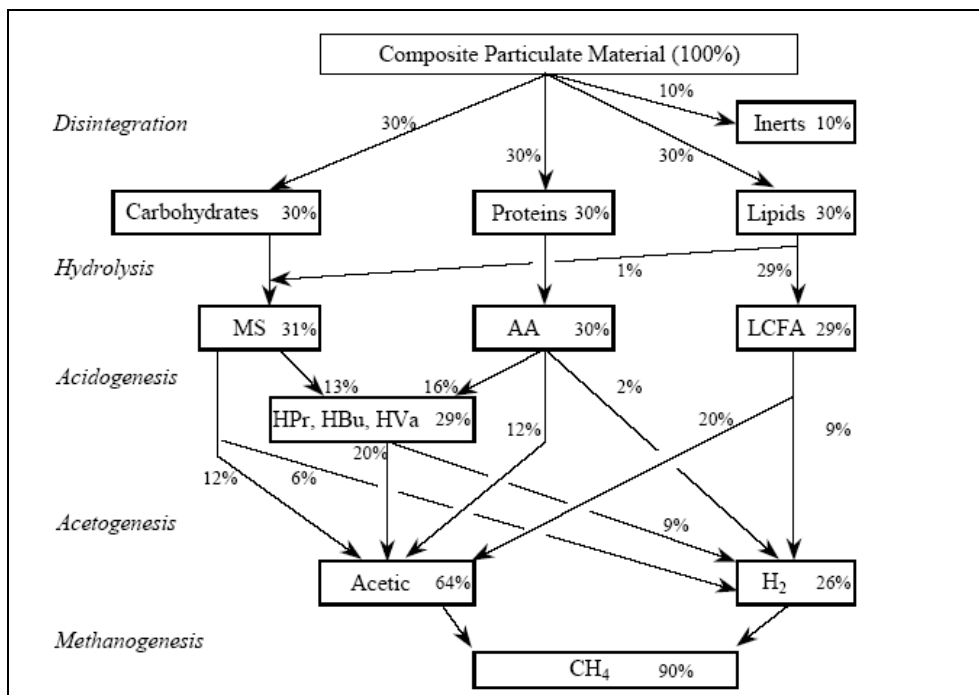 Composite Particulate Material (100%)
10%
Disintegration
30%
Inerts 10%
30%
30%
Carbohydrates 30%
Proteins 30%
Lipids 30%
Hydrolysis
1%
29%
MS 31%
AA 30%
LCFA 29%
Acidogenesis
13%
16%
2%
HPr, HBu, HVa 29%
12%
20%
9%
20%
12%
6%
Acetogenesis
9%
Acetic 64%
H2 26%
Methanogenesis
CH4 90%